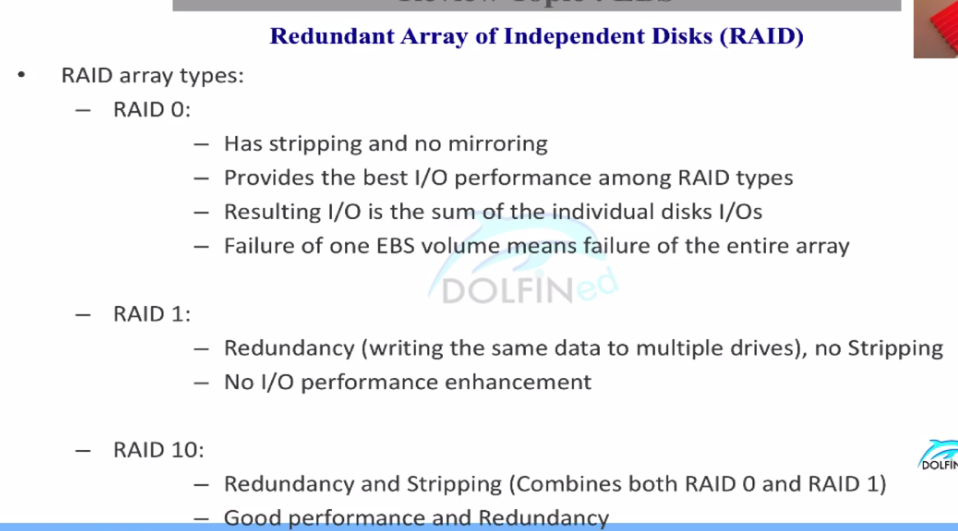 Review Topic : EBS
Redundant Array of Independent Disks (RAID)
• RAID array types:
– RAID 0:
– Has stripping and no mirroring
– Provides the best I/O performance among RAID types
– Resulting I/O is the sum of the individual disks I/Os
– Failure of one EBS volume means failure of the entire array
DOLFINed
– RAID 1:
– Redundancy (writing the same data to multiple drives), no Stripping
– No I/O performance enhancement
– RAID 10:
DOLFIN
– Redundancy and Stripping (Combines both RAID 0 and RAID 1)
– Good performance and Redundancy